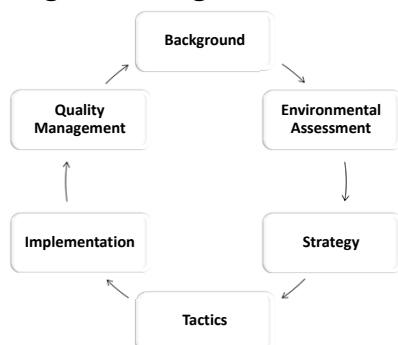 Background
Environmental
Assessment
Strategy
Tactics
Implementation
Quality
Management